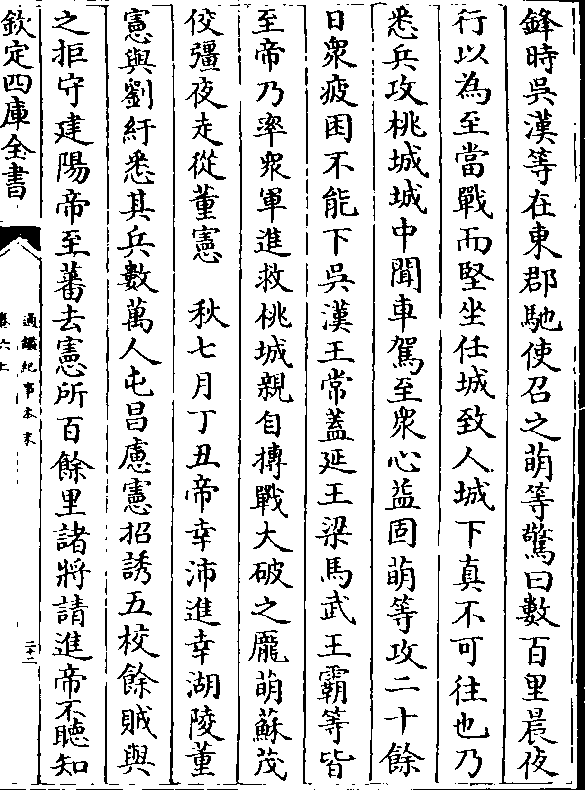 鋒時吳漢等在東郡馳使召之萌等驚曰數百里晨夜
行以為至當戰而堅坐任城致人城下真不可往也乃
悉兵攻桃城城中聞車駕至衆心益固萌等攻二十餘
日衆疲困不能下吳漢王常蓋延王梁馬武王霸等皆
至帝乃率衆軍進救桃城親自搏戰大破之龐萌蘇茂
佼彊夜走從董憲　秋七月丁丑帝幸沛進幸湖陵董
憲與劉紆悉其兵數萬人屯昌慮憲招誘五校餘賊與
之拒守建陽帝至蕃去憲所百餘里諸將請進帝不聽知
欽定四庫全書
通鑑紀事本末
卷六上
二十二